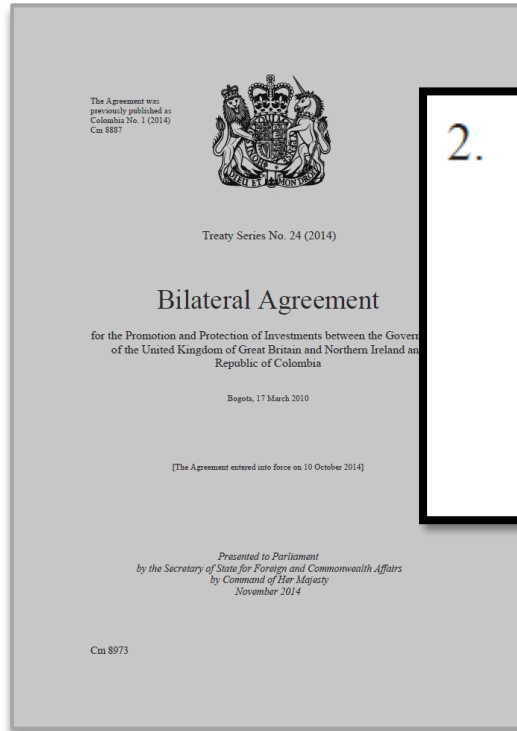 The Agreement was
previously published as
Colombia No. 1 (2014)
Cm 8887
DIEU ET MON DROIT
Treaty Series No. 24 (2014)
Bilateral Agreement
for the Promotion and Protection of Investments between the Govern
of the United Kingdom of Great Britain and Northern Ireland an
Republic of Colombia
Bogota, 17 March 2010
[The Agreement entered into force on 10 October 2014]
Presented to Parliament
by the Secretary of State for Foreign and Commonwealth Affairs
by Command of Her Majesty
November 2014
Cm 8973
2.